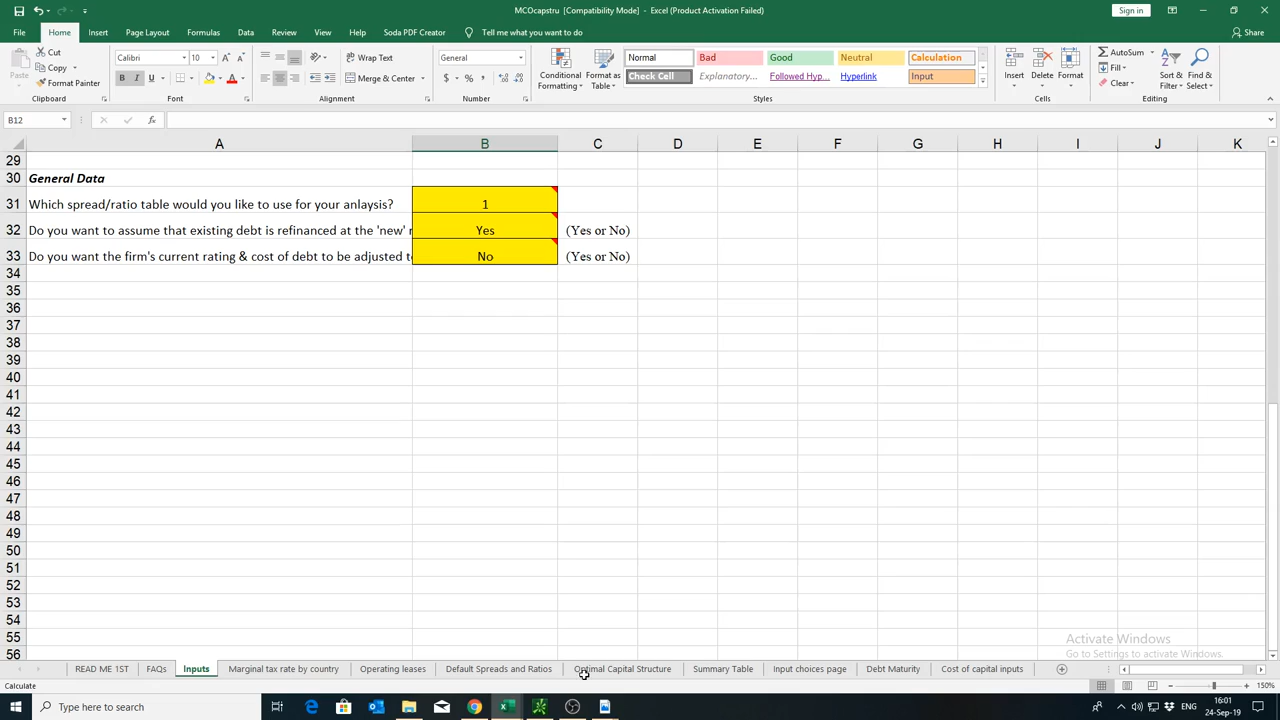 MCOcapstru [Compatibility Mode] - Excel (Product Activation Failed)
Sign in
File Home Insert Page Layout Formulas Data Review View Help Soda PDF Creator Tell me what you want to do Share
Paste Cut Copy Format Painter
Calibri 10
B I U
Wrap Text
Merge & Center
General
$ % ,
Conditional Formatting Format as Table
Normal Bad Good Neutral Calculation
Check Cell Explanatory... Followed Hyp... Hyperlink Input
Insert Delete Format
AutoSum Fill Clear
Sort & Filter Find & Select
Clipboard Font Alignment Number Styles Cells Editing
B12 fx
A B C D E F G H I J K
29
30 General Data
31 Which spread/ratio table would you like to use for your anlaysis? 1
32 Do you want to assume that existing debt is refinanced at the 'new' r Yes (Yes or No)
33 Do you want the firm's current rating & cost of debt to be adjusted t No (Yes or No)
34
35
36
37
38
39
40
41
42
43
44
45
46
47
48
49
50
51
52
53
54
55
56
Activate Windows
Go to Settings to activate Windows.
READ ME 1ST FAQs Inputs Marginal tax rate by country Operating leases Default Spreads and Ratios Optimal Capital Structure Summary Table Input choices page Debt Maturity Cost of capital inputs
Calculate 150%
Type here to search
ENG 16:01
24-Sep-19